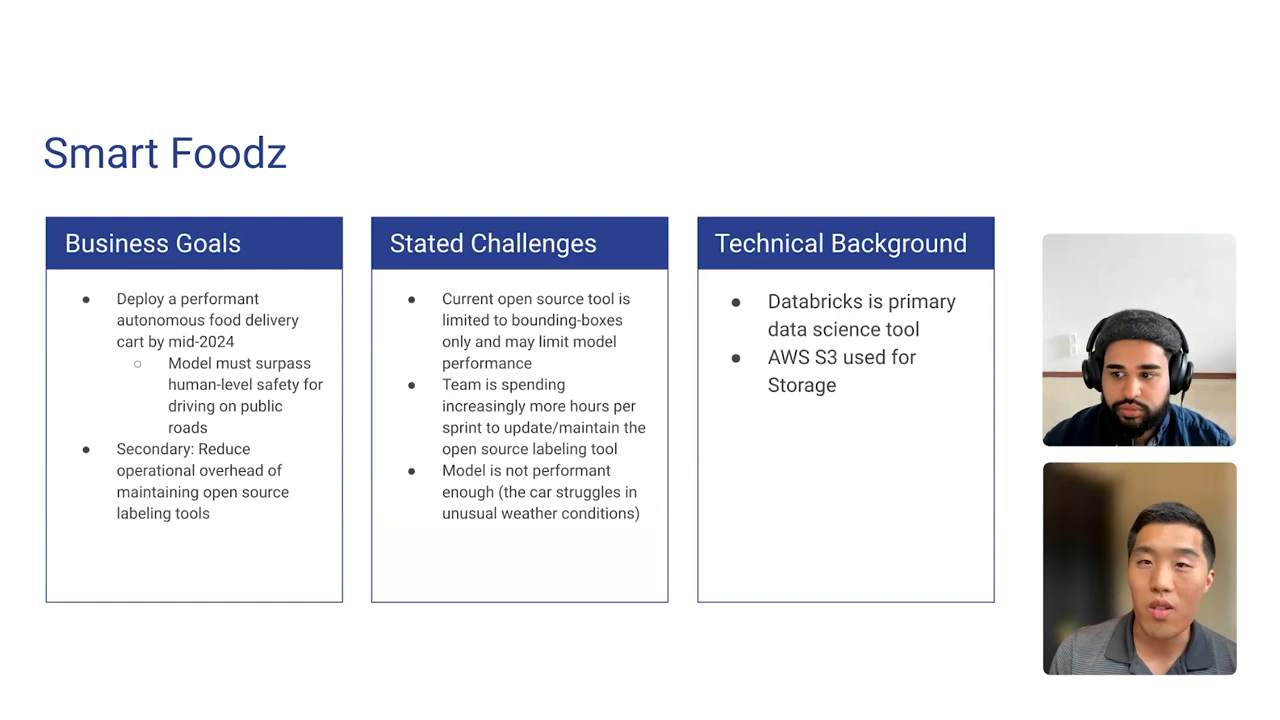 Smart Foodz
Business Goals
● Deploy a performant
autonomous food delivery
cart by mid-2024
○ Model must surpass
human-level safety for
driving on public
roads
● Secondary: Reduce
operational overhead of
maintaining open source
labeling tools
Stated Challenges
● Current open source tool is
limited to bounding-boxes
only and may limit model
performance
● Team is spending
increasingly more hours per
sprint to update/maintain the
open source labeling tool
● Model is not performant
enough (the car struggles in
unusual weather conditions)
Technical Background
● Databricks is primary
data science tool
● AWS S3 used for
Storage